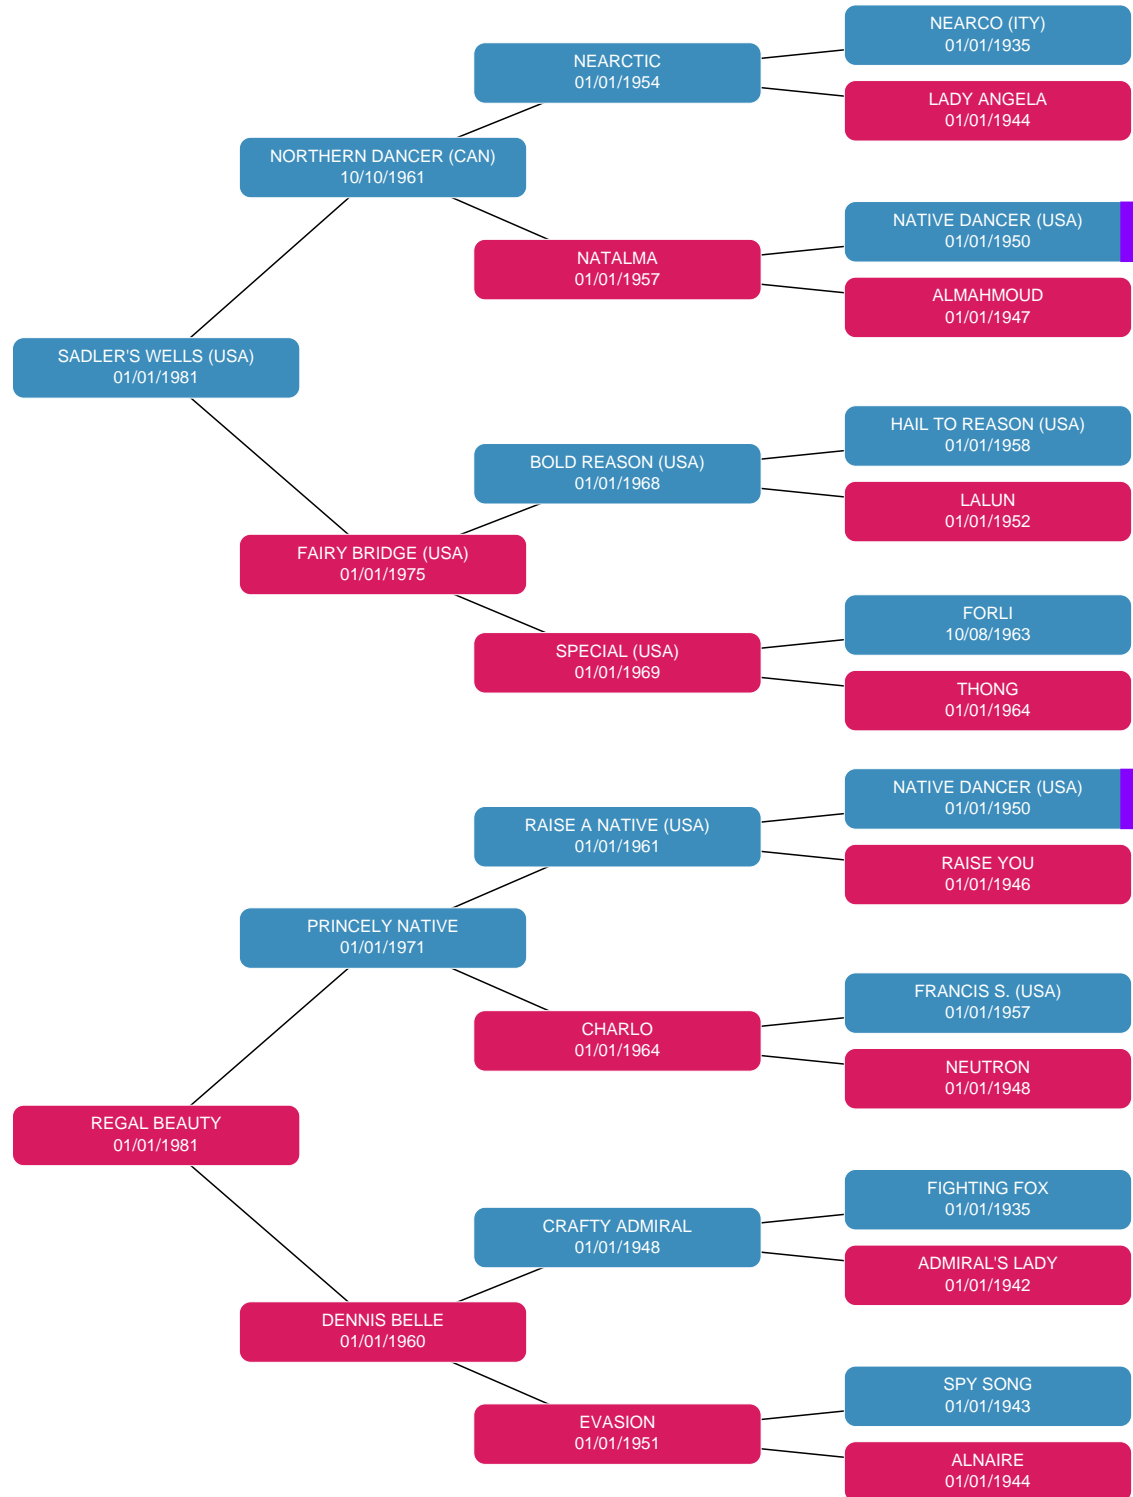 NEARCO (ITY)
01/01/1935
NEARCTIC
01/01/1954
LADY ANGELA
01/01/1944
NORTHERN DANCER (CAN)
10/10/1961
NATIVE DANCER (USA)
01/01/1950
NATALMA
01/01/1957
ALMAHMOUD
01/01/1947
SADLER'S WELLS (USA)
01/01/1981
HAIL TO REASON (USA)
01/01/1958
BOLD REASON (USA)
01/01/1968
LALUN
01/01/1952
FAIRY BRIDGE (USA)
01/01/1975
FORLI
10/08/1963
SPECIAL (USA)
01/01/1969
THONG
01/01/1964
NATIVE DANCER (USA)
01/01/1950
RAISE A NATIVE (USA)
01/01/1961
RAISE YOU
01/01/1946
PRINCELY NATIVE
01/01/1971
FRANCIS S. (USA)
01/01/1957
CHARLO
01/01/1964
NEUTRON
01/01/1948
REGAL BEAUTY
01/01/1981
FIGHTING FOX
01/01/1935
CRAFTY ADMIRAL
01/01/1948
ADMIRAL'S LADY
01/01/1942
DENNIS BELLE
01/01/1960
SPY SONG
01/01/1943
EVASION
01/01/1951
ALNAIRE
01/01/1944